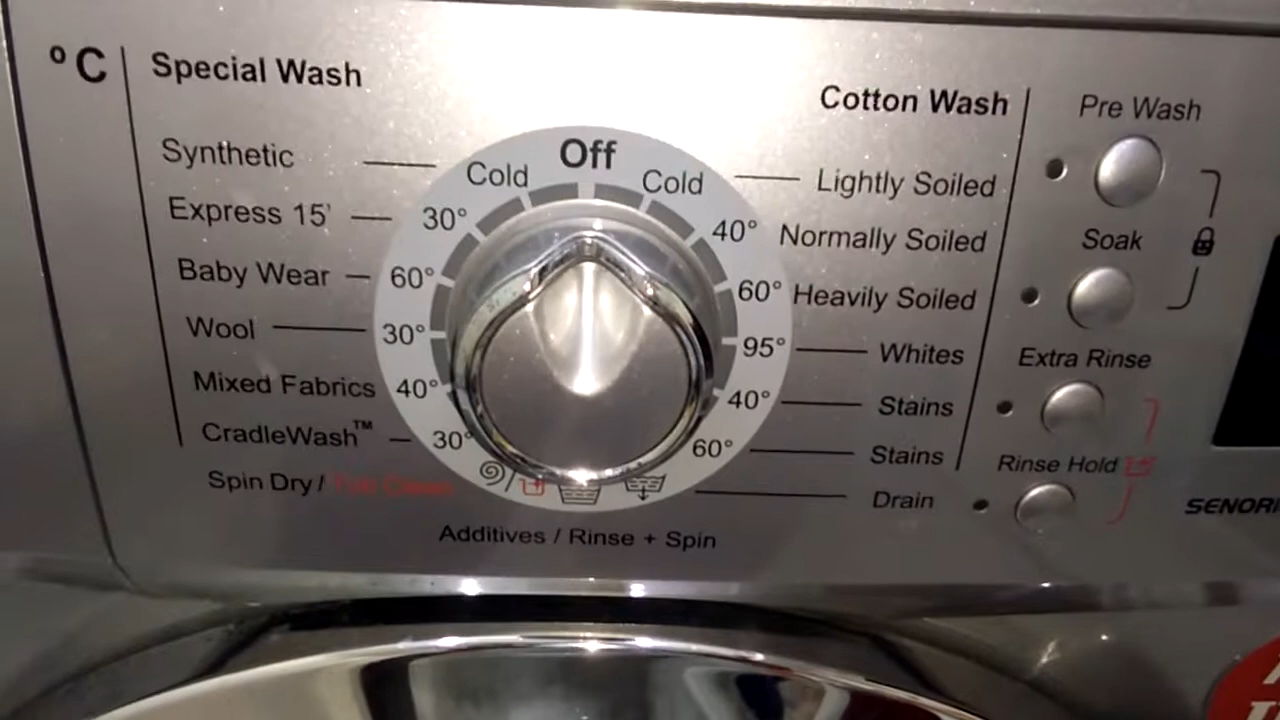 °C
Special Wash
Synthetic
Express 15'
Baby Wear
Wool
Mixed Fabrics
CradleWash™
Spin Dry / Tub Clean
Off
Cold
30°
60°
30°
40°
30°
Cold
40°
60°
95°
40°
60°
Additives / Rinse + Spin
Cotton Wash
Lightly Soiled
Normally Soiled
Heavily Soiled
Whites
Stains
Stains
Drain
Pre Wash
Soak
Extra Rinse
Rinse Hold